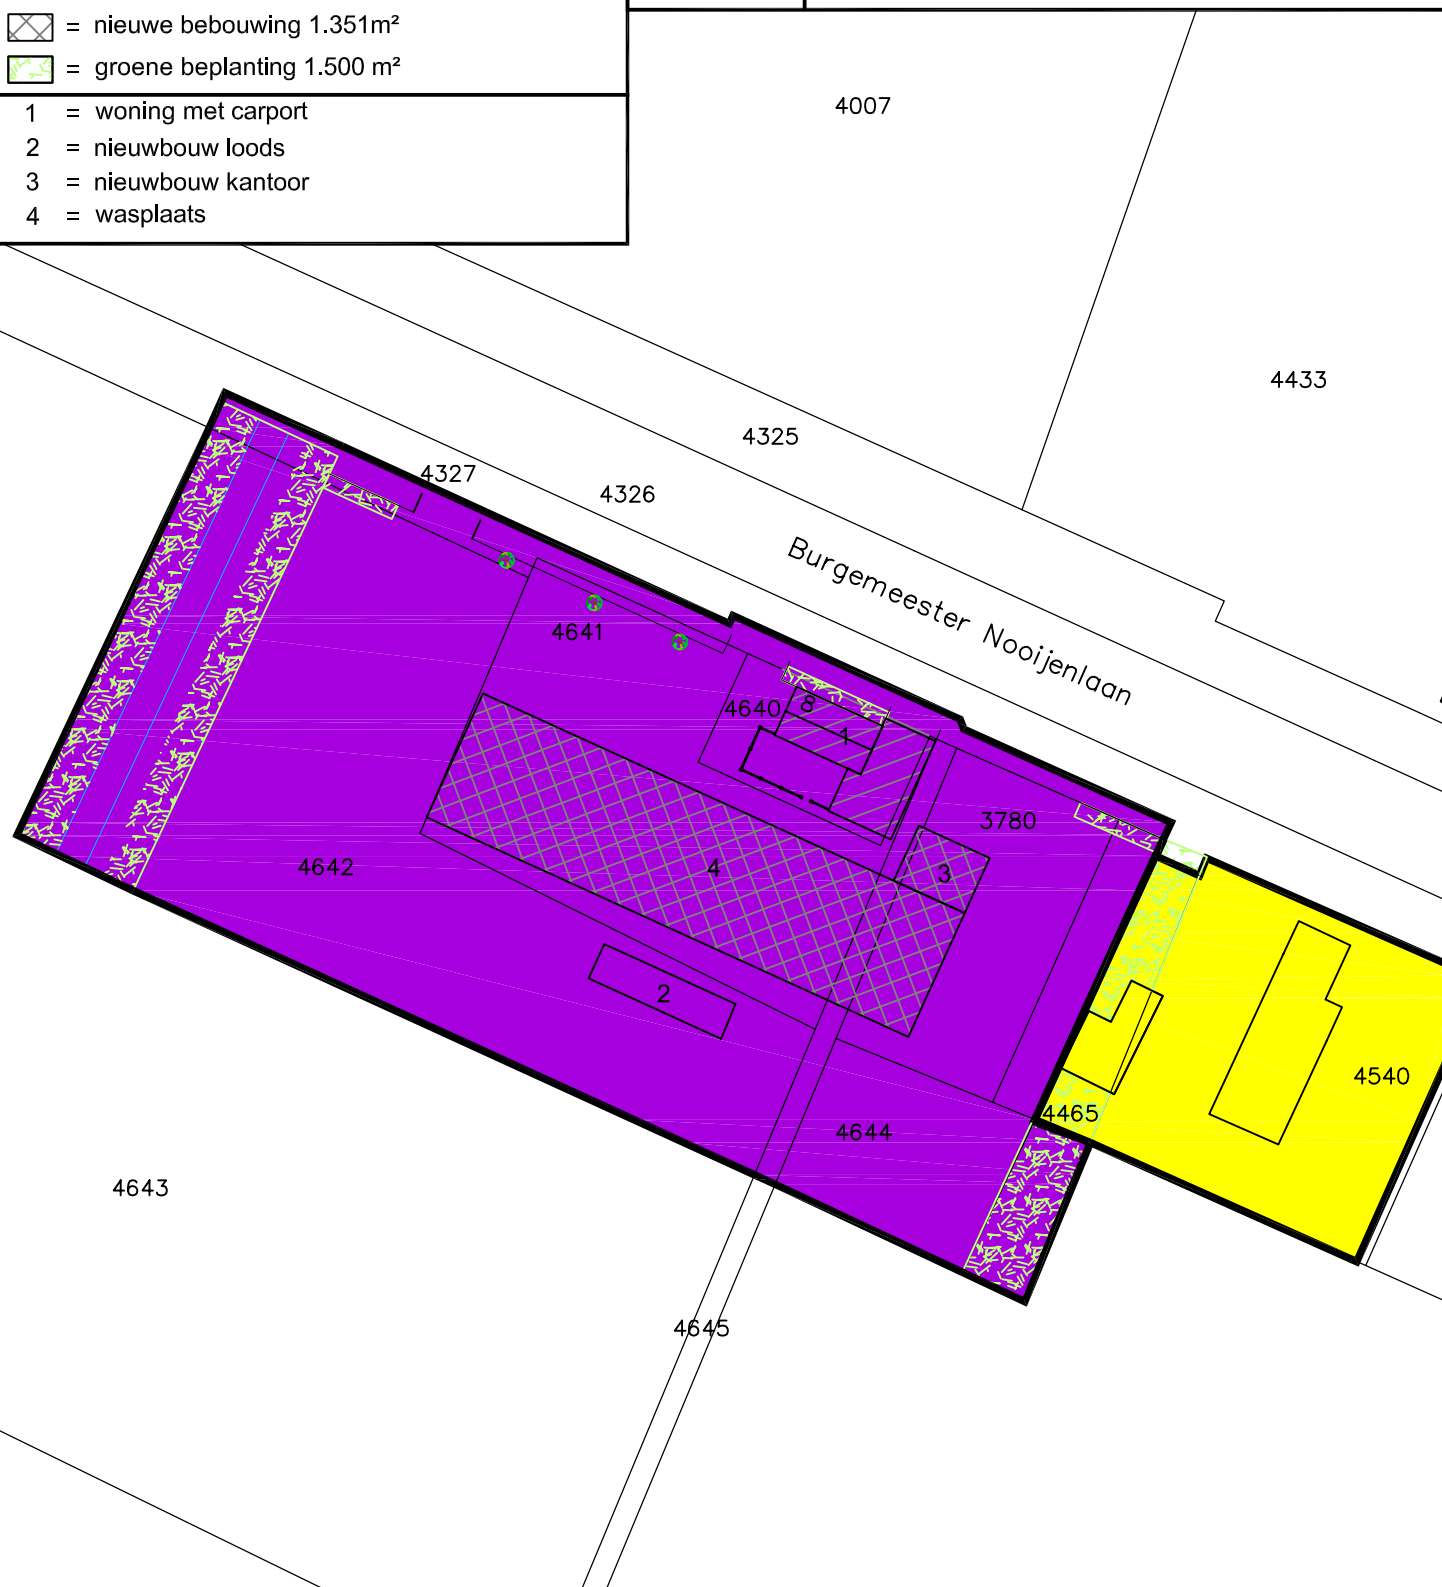 = nieuwe bebouwing 1.351m²
= groene beplanting 1.500 m²
1 = woning met carport
2 = nieuwbouw loods
3 = nieuwbouw kantoor
4 = wasplaats
4007
4433
4325
4327
4326
Burgemeester Nooijenlaan
4641
4640
8
1
3780
4642
4
3
2
4540
4465
4644
4643
4645